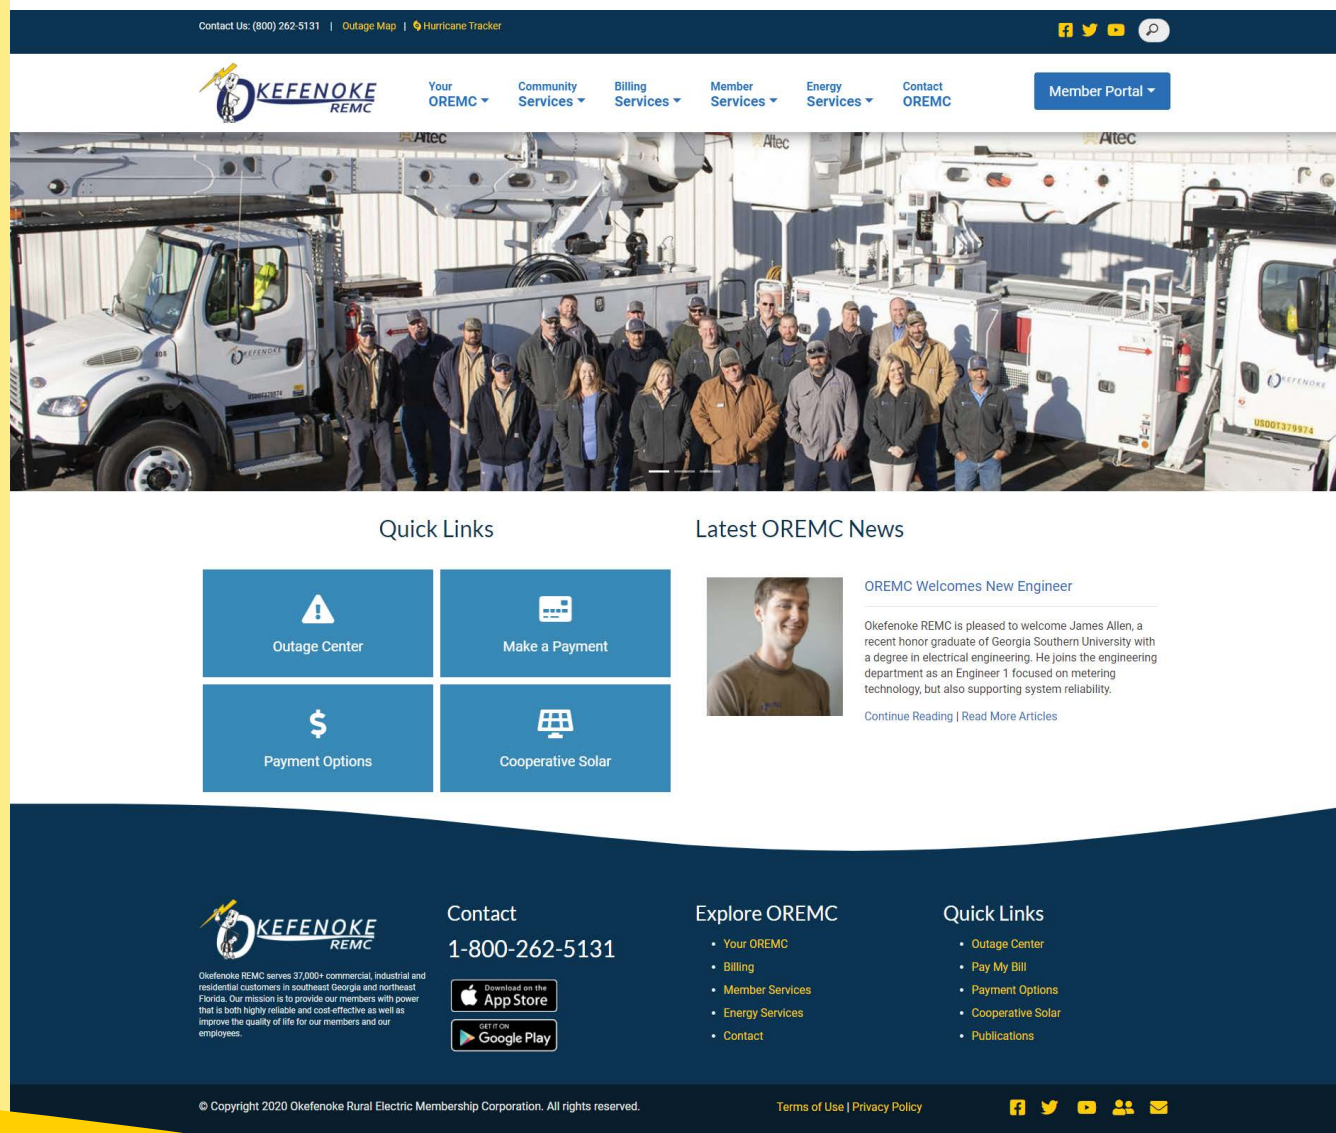 Contact Us: (800) 262-5131 | Outage Map | Hurricane Tracker
OKEFENOKE
REMC
Your
OREMC
Community
Services
Billing
Services
Member
Services
Energy
Services
Contact
OREMC
Member Portal
Altec
Altec
Altec
408
OKEFENOKE
USDOT379974
OKEFENOKE
USDOT379974
Quick Links
Outage Center
Make a Payment
Payment Options
Cooperative Solar
Latest OREMC News
OREMC Welcomes New Engineer
Okefenoke REMC is pleased to welcome James Allen, a
recent honor graduate of Georgia Southern University with
a degree in electrical engineering. He joins the engineering
department as an Engineer 1 focused on metering
technology, but also supporting system reliability.
Continue Reading | Read More Articles
OKEFENOKE
REMC
Okefenoke REMC serves 37,000+ commercial, industrial and
residential customers in southeast Georgia and northeast
Florida. Our mission is to provide our members with power
that is both highly reliable and cost-effective as well as
improve the quality of life for our members and our
employees.
Contact
1-800-262-5131
Download on the
App Store
GET IT ON
Google Play
Explore OREMC
• Your OREMC
• Billing
• Member Services
• Energy Services
• Contact
Quick Links
• Outage Center
• Pay My Bill
• Payment Options
• Cooperative Solar
• Publications
© Copyright 2020 Okefenoke Rural Electric Membership Corporation. All rights reserved.
Terms of Use | Privacy Policy